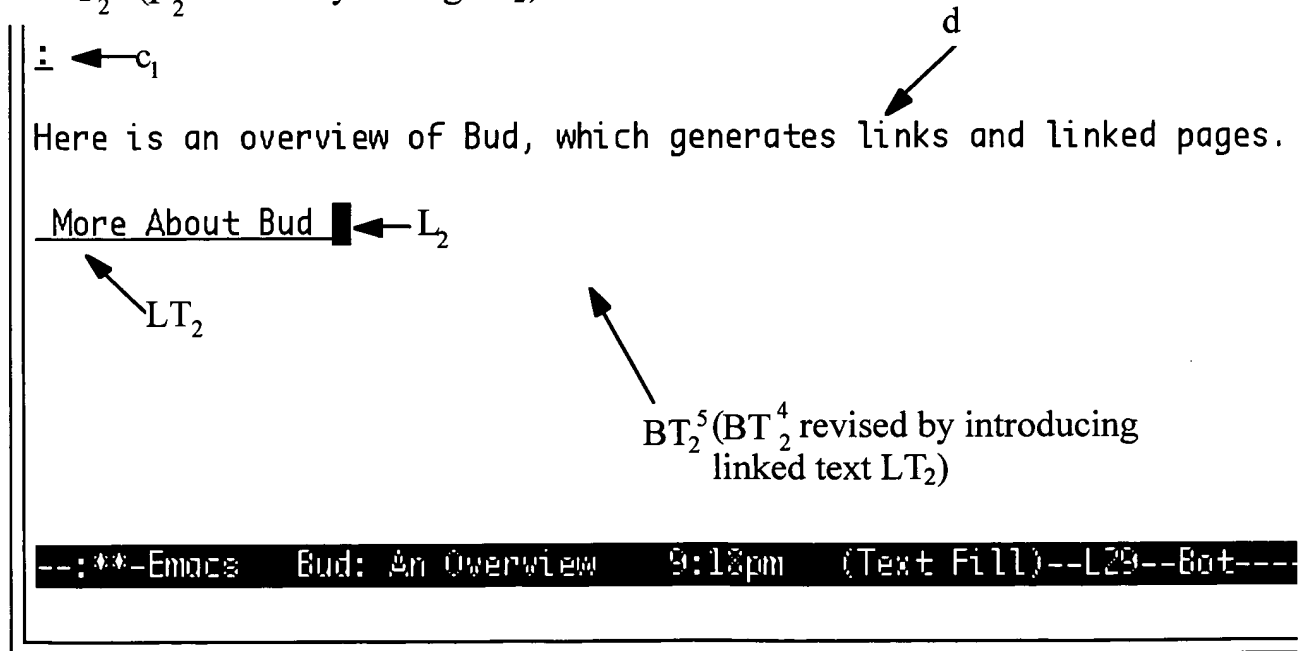 d
: c₁
Here is an overview of Bud, which generates links and linked pages.
More About Bud L₂
LT₂
BT₂⁵ (BT₂⁴ revised by introducing
linked text LT₂)
--:**-Emacs Bud: An Overview 9:18pm (Text Fill)--L29--Bot----